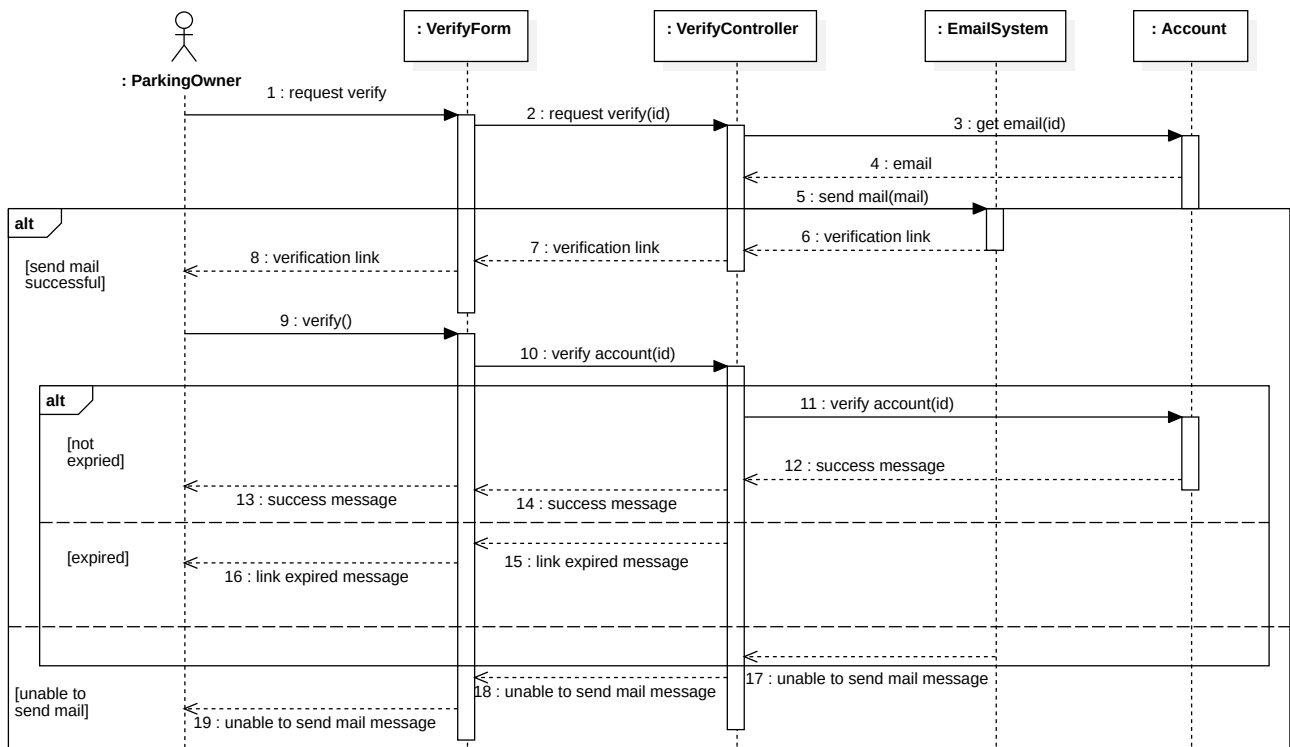 : VerifyForm
: VerifyController
: EmailSystem
: Account
: ParkingOwner
1 : request verify
2 : request verify(id)
3 : get email(id)
4 : email
5 : send mail(mail)
alt
6 : verification link
7 : verification link
8 : verification link
[send mail
successful]
9 : verify()
10 : verify account(id)
alt
11 : verify account(id)
[not
expried]
12 : success message
13 : success message
14 : success message
[expired]
15 : link expired message
16 : link expired message
17 : unable to send mail message
18 : unable to send mail message
[unable to
send mail]
19 : unable to send mail message